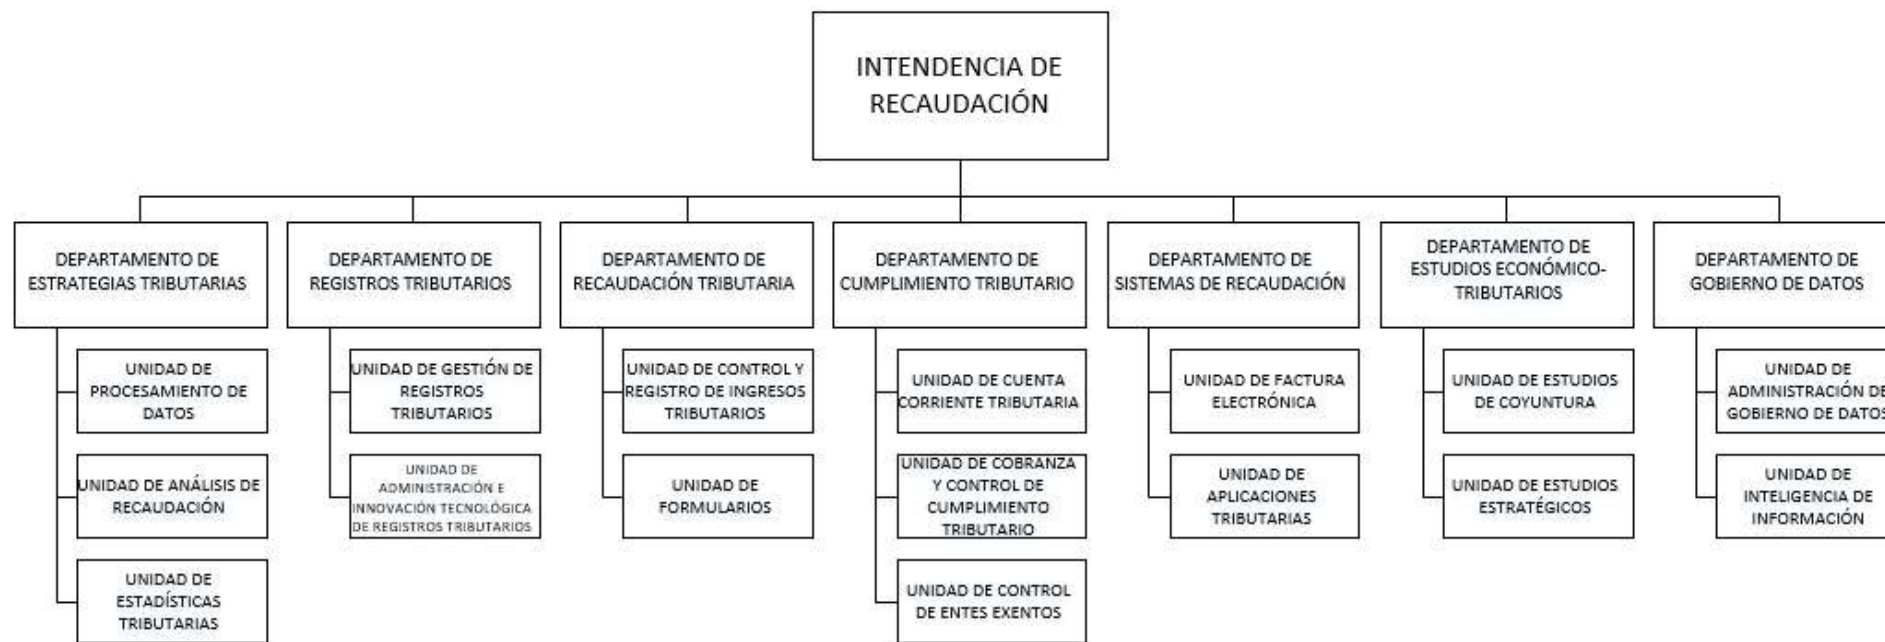 INTENDENCIA DE
RECAUDACIÓN
DEPARTAMENTO DE
ESTRATEGIAS TRIBUTARIAS
UNIDAD DE
PROCESAMIENTO DE
DATOS
UNIDAD DE ANÁLISIS DE
RECAUDACIÓN
UNIDAD DE
ESTADÍSTICAS
TRIBUTARIAS
DEPARTAMENTO DE
REGISTROS TRIBUTARIOS
UNIDAD DE GESTIÓN DE
REGISTROS
TRIBUTARIOS
UNIDAD DE
ADMINISTRACIÓN E
INNOVACIÓN TECNOLÓGICA
DE REGISTROS TRIBUTARIOS
DEPARTAMENTO DE
RECAUDACIÓN TRIBUTARIA
UNIDAD DE CONTROL Y
REGISTRO DE INGRESOS
TRIBUTARIOS
UNIDAD DE
FORMULARIOS
DEPARTAMENTO DE
CUMPLIMIENTO TRIBUTARIO
UNIDAD DE CUENTA
CORRIENTE TRIBUTARIA
UNIDAD DE COBRANZA
Y CONTROL DE
CUMPLIMIENTO
TRIBUTARIO
UNIDAD DE CONTROL
DE ENTES EXENTOS
DEPARTAMENTO DE
SISTEMAS DE RECAUDACIÓN
UNIDAD DE FACTURA
ELECTRÓNICA
UNIDAD DE
APLICACIONES
TRIBUTARIAS
DEPARTAMENTO DE
ESTUDIOS ECONÓMICO-
TRIBUTARIOS
UNIDAD DE ESTUDIOS
DE COYUNTURA
UNIDAD DE ESTUDIOS
ESTRATÉGICOS
DEPARTAMENTO DE
GOBIERNO DE DATOS
UNIDAD DE
ADMINISTRACIÓN DE
GOBIERNO DE DATOS
UNIDAD DE
INTELIGENCIA DE
INFORMACIÓN